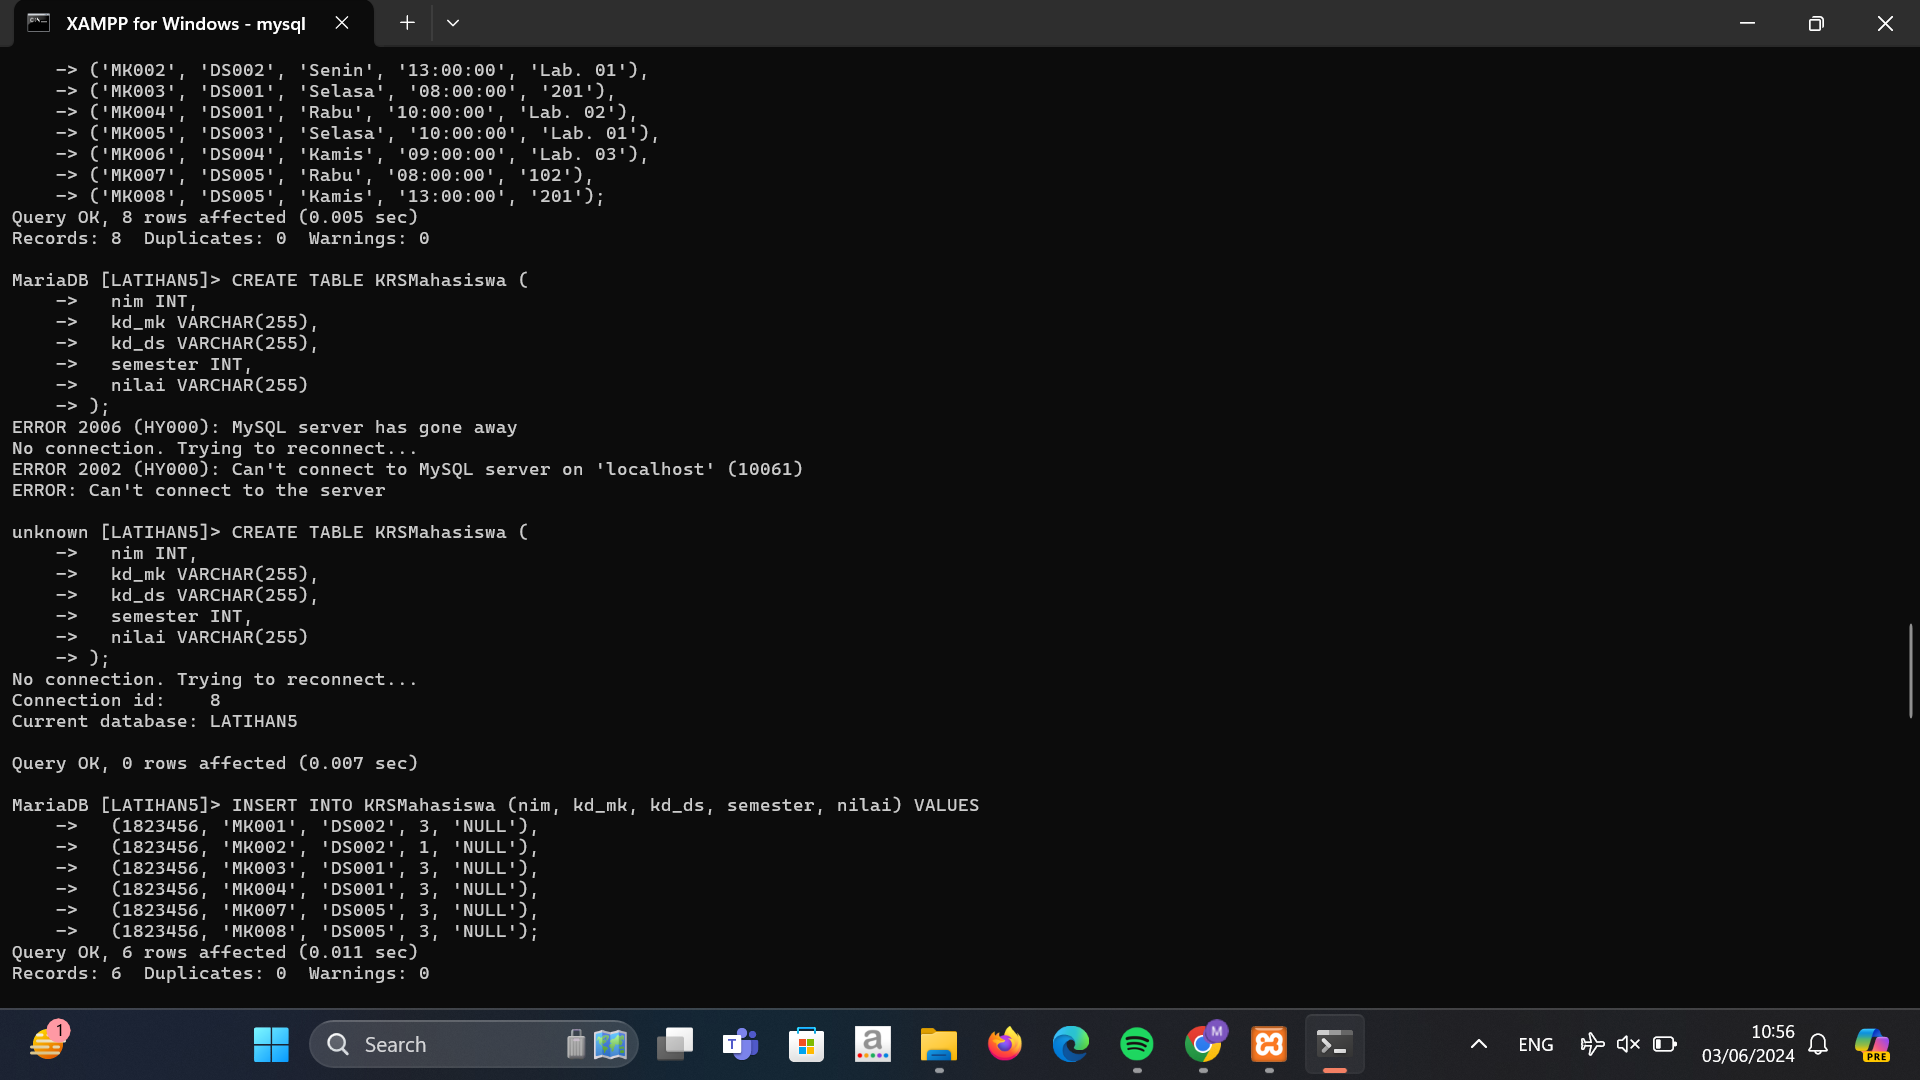 XAMPP for Windows - mysql
-> ('MK002', 'DS002', 'Senin', '13:00:00', 'Lab. 01'),
-> ('MK003', 'DS001', 'Selasa', '08:00:00', '201'),
-> ('MK004', 'DS001', 'Rabu', '10:00:00', 'Lab. 02'),
-> ('MK005', 'DS003', 'Selasa', '10:00:00', 'Lab. 01'),
-> ('MK006', 'DS004', 'Kamis', '09:00:00', 'Lab. 03'),
-> ('MK007', 'DS005', 'Rabu', '08:00:00', '102'),
-> ('MK008', 'DS005', 'Kamis', '13:00:00', '201');
Query OK, 8 rows affected (0.005 sec)
Records: 8  Duplicates: 0  Warnings: 0
MariaDB [LATIHAN5]> CREATE TABLE KRSMahasiswa (
->   nim INT,
->   kd_mk VARCHAR(255),
->   kd_ds VARCHAR(255),
->   semester INT,
->   nilai VARCHAR(255)
-> );
ERROR 2006 (HY000): MySQL server has gone away
No connection. Trying to reconnect...
ERROR 2002 (HY000): Can't connect to MySQL server on 'localhost' (10061)
ERROR: Can't connect to the server
unknown [LATIHAN5]> CREATE TABLE KRSMahasiswa (
->   nim INT,
->   kd_mk VARCHAR(255),
->   kd_ds VARCHAR(255),
->   semester INT,
->   nilai VARCHAR(255)
-> );
No connection. Trying to reconnect...
Connection id:    8
Current database: LATIHAN5
Query OK, 0 rows affected (0.007 sec)
MariaDB [LATIHAN5]> INSERT INTO KRSMahasiswa (nim, kd_mk, kd_ds, semester, nilai) VALUES
->   (1823456, 'MK001', 'DS002', 3, 'NULL'),
->   (1823456, 'MK002', 'DS002', 1, 'NULL'),
->   (1823456, 'MK003', 'DS001', 3, 'NULL'),
->   (1823456, 'MK004', 'DS001', 3, 'NULL'),
->   (1823456, 'MK007', 'DS005', 3, 'NULL'),
->   (1823456, 'MK008', 'DS005', 3, 'NULL');
Query OK, 6 rows affected (0.011 sec)
Records: 6  Duplicates: 0  Warnings: 0
1
Search
T
a
M
ENG
10:56
03/06/2024
PRE